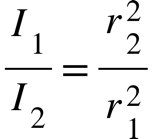 I₁/I₂ = r₂²/r₁²